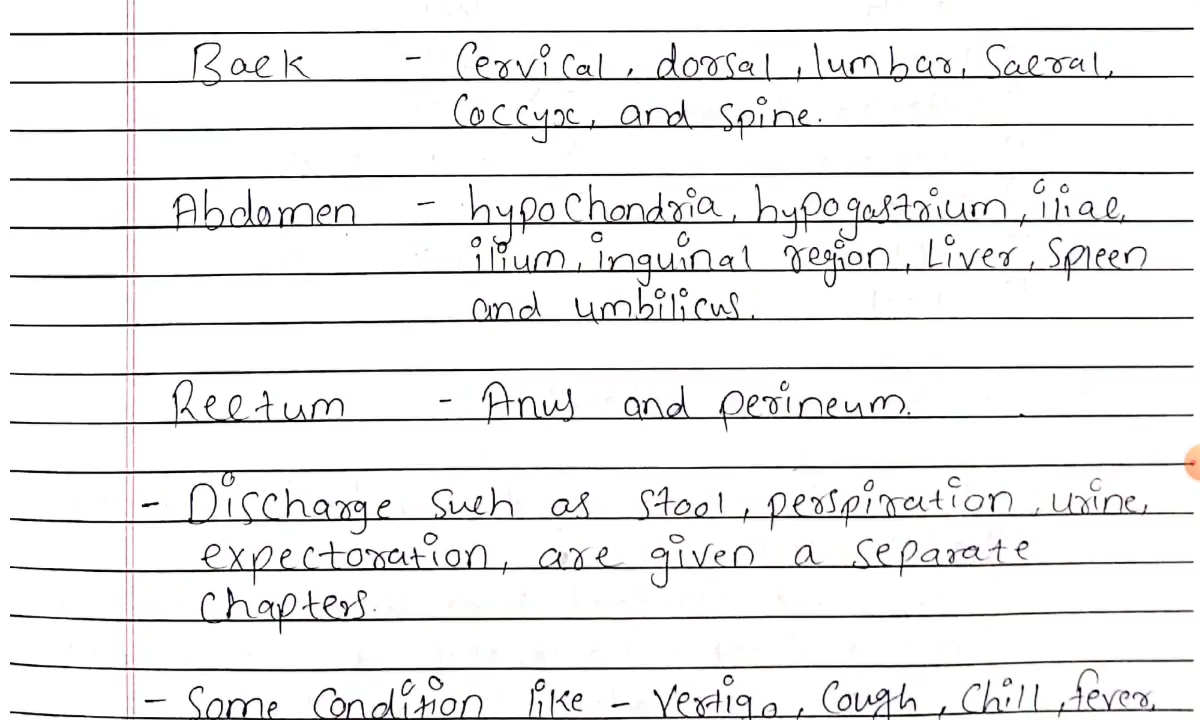 Back - Cervical, dorsal, lumbar, Sacral,
Coccyx, and spine.
Abdomen - hypochondria, hypogastrium, iliac,
ilium, inguinal region, Liver, Spleen
and umbilicus.
Rectum - Anus and perineum.
- Discharge such as stool, perspiration, urine,
expectoration, are given a separate
chapters.
- Some Condition like - Vertigo, Cough, Chill, fever,